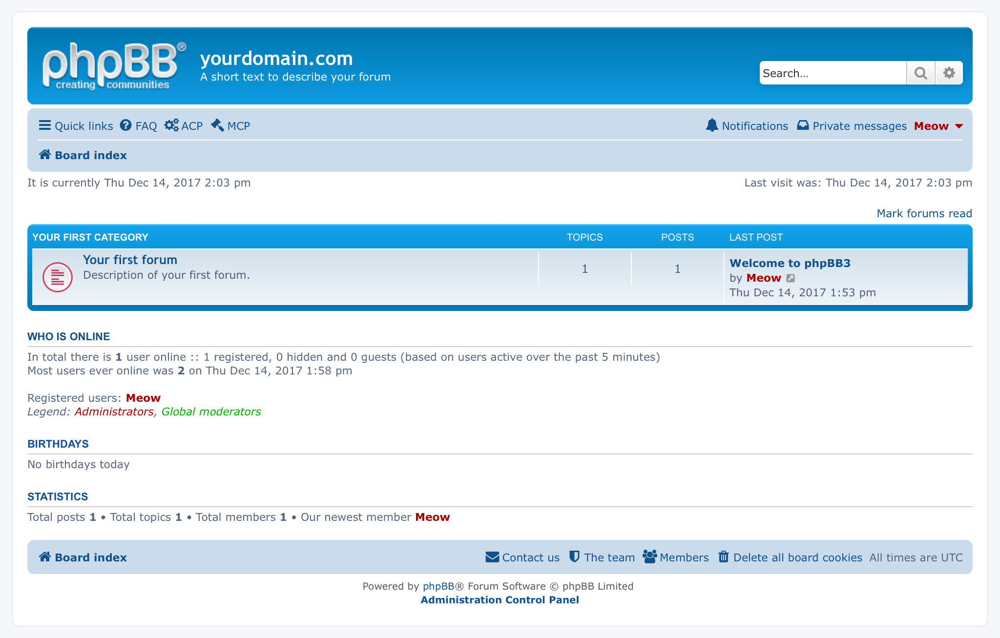 phpBB®
creating communities
yourdomain.com
A short text to describe your forum
Search…
Quick links FAQ ACP MCP Notifications Private messages Meow
Board index
It is currently Thu Dec 14, 2017 2:03 pm Last visit was: Thu Dec 14, 2017 2:03 pm
Mark forums read
YOUR FIRST CATEGORY TOPICS POSTS LAST POST
Your first forum
Description of your first forum.
1 1
Welcome to phpBB3
by Meow
Thu Dec 14, 2017 1:53 pm
WHO IS ONLINE
In total there is 1 user online :: 1 registered, 0 hidden and 0 guests (based on users active over the past 5 minutes)
Most users ever online was 2 on Thu Dec 14, 2017 1:58 pm
Registered users: Meow
Legend: Administrators, Global moderators
BIRTHDAYS
No birthdays today
STATISTICS
Total posts 1 • Total topics 1 • Total members 1 • Our newest member Meow
Board index Contact us The team Members Delete all board cookies All times are UTC
Powered by phpBB® Forum Software © phpBB Limited
Administration Control Panel